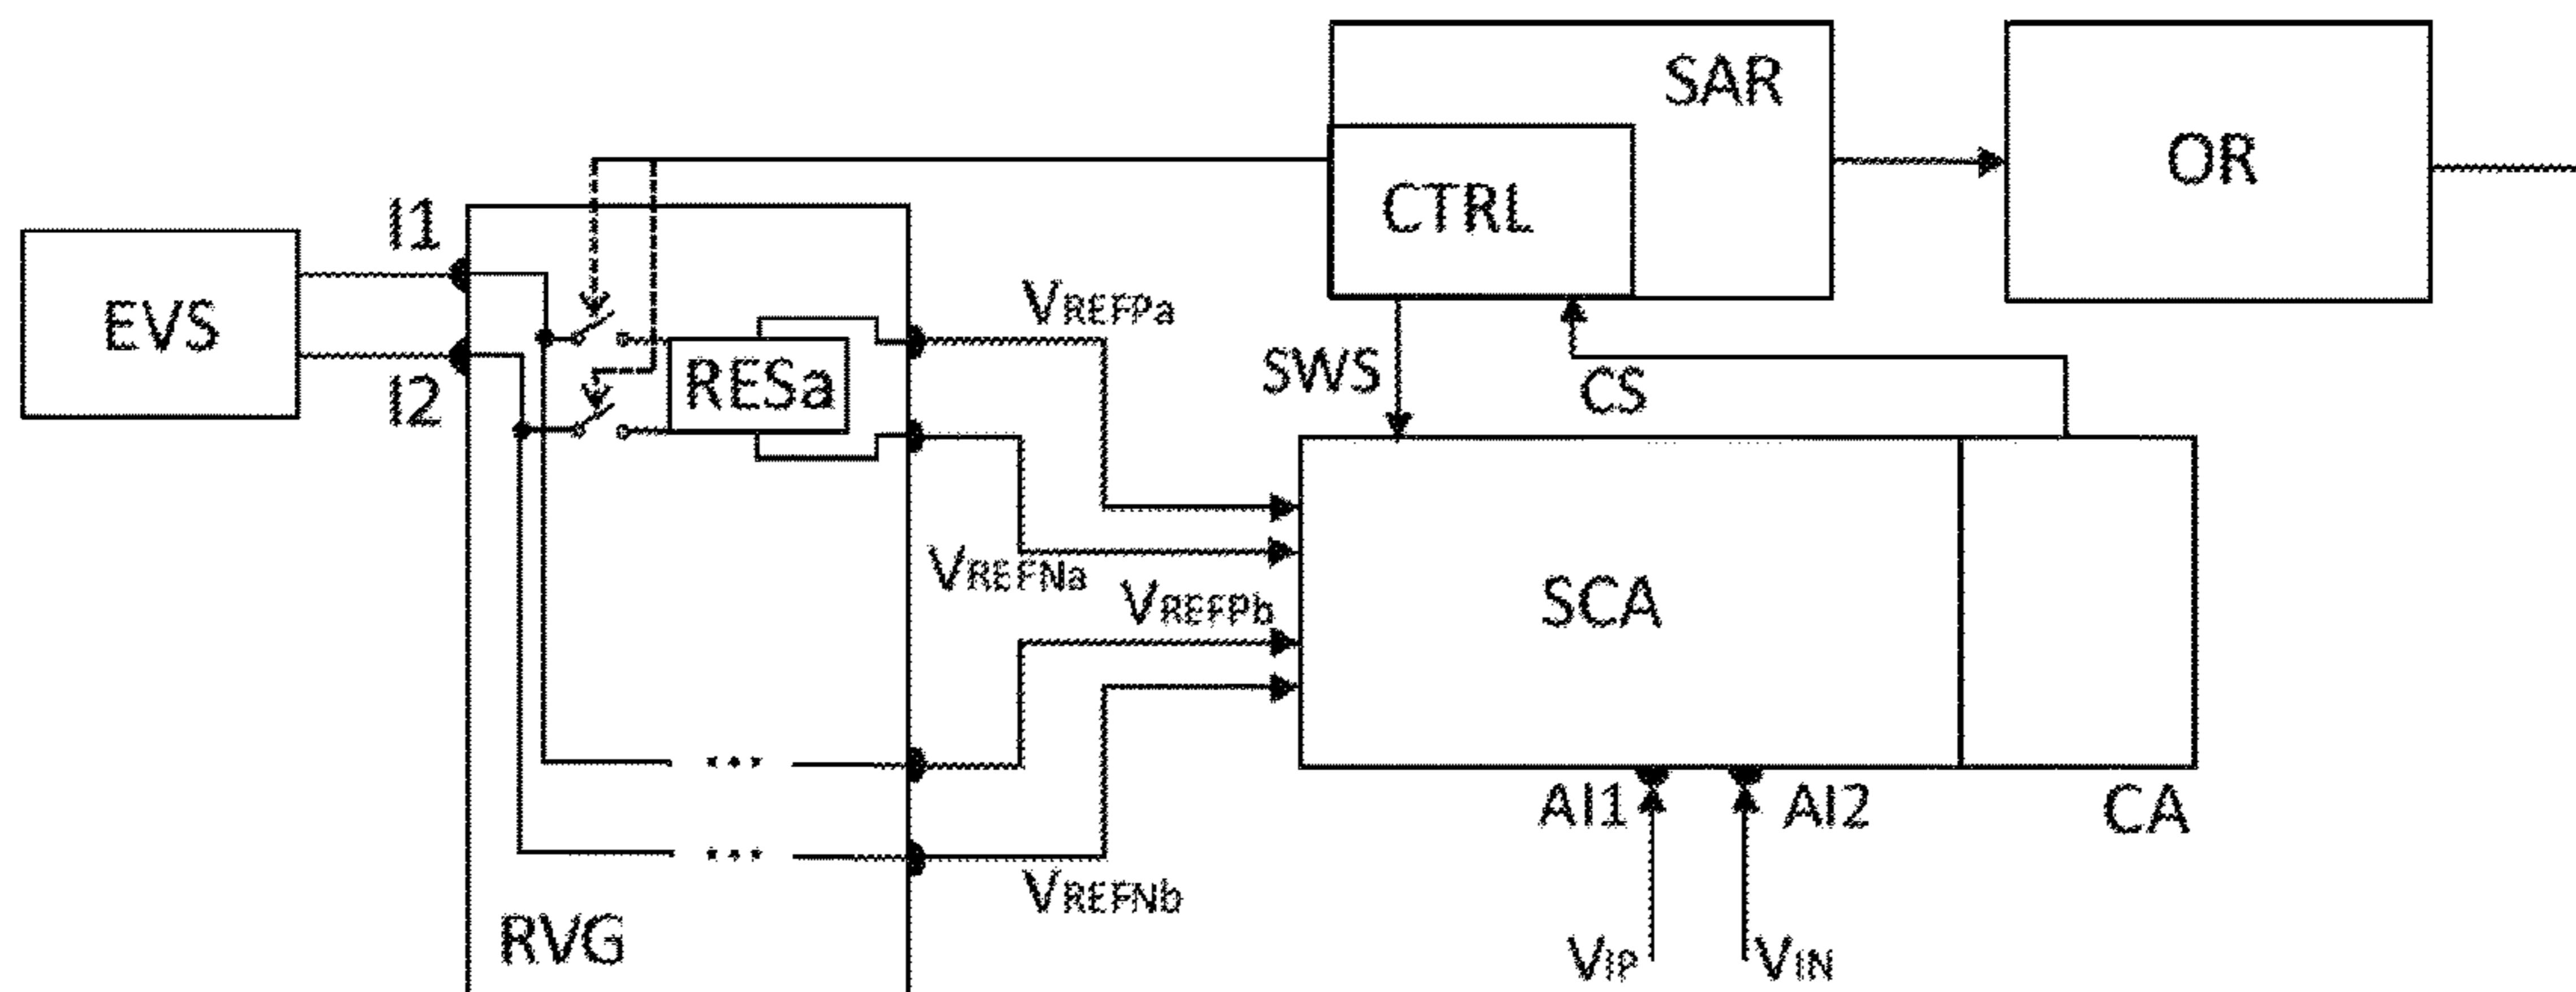 SAR
OR
CTRL
I1
EVS
I2
RESa
VREFPa
SWS
CS
VREFNa
VREFPb
SCA
AI1
AI2
CA
VREFNb
RVG
VIP
VIN